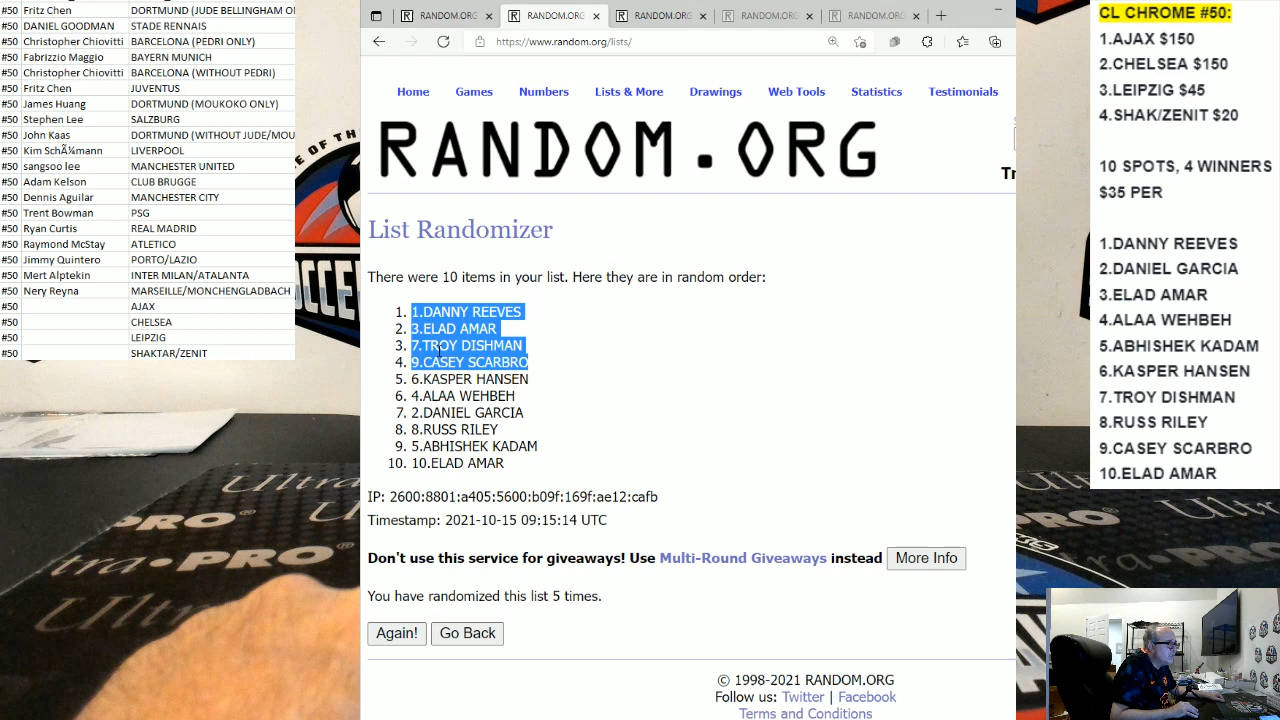 #50 Fritz Chen DORTMUND (JUDE BELLINGHAM O
#50 DANIEL GOODMAN STADE RENNAIS
#50 Christopher Chiovitti BARCELONA (PEDRI ONLY)
#50 Fabrizzio Maggio BAYERN MUNICH
#50 Christopher Chiovitti BARCELONA (WITHOUT PEDRI)
#50 Fritz Chen JUVENTUS
#50 James Huang DORTMUND (MOUKOKO ONLY)
#50 Stephen Lee SALZBURG
#50 John Kaas DORTMUND (WITHOUT JUDE/MOU
#50 Kim SchÃ¼mann LIVERPOOL
#50 sangsoo lee MANCHESTER UNITED
#50 Adam Kelson CLUB BRUGGE
#50 Dennis Aguilar MANCHESTER CITY
#50 Trent Bowman PSG
#50 Ryan Curtis REAL MADRID
#50 Raymond McStay ATLETICO
#50 Jimmy Quintero PORTO/LAZIO
#50 Mert Alptekin INTER MILAN/ATALANTA
#50 Nery Reyna MARSEILLE/MONCHENGLADBACH
#50 AJAX
#50 CHELSEA
#50 LEIPZIG
#50 SHAKTAR/ZENIT
E OF TH
SOCCE
Ultra
Ultra PRO
Ultra
PRO
RANDOM.ORG RANDOM.ORG RANDOM.ORG RANDOM.ORG RANDOM.ORG
https://www.random.org/lists/
Home Games Numbers Lists & More Drawings Web Tools Statistics Testimonials
RANDOM.ORG
Tr
List Randomizer
There were 10 items in your list. Here they are in random order:
1. 1.DANNY REEVES
2. 3.ELAD AMAR
3. 7.TROY DISHMAN
4. 9.CASEY SCARBRO
5. 6.KASPER HANSEN
6. 4.ALAA WEHBEH
7. 2.DANIEL GARCIA
8. 8.RUSS RILEY
9. 5.ABHISHEK KADAM
10. 10.ELAD AMAR
IP: 2600:8801:a405:5600:b09f:169f:ae12:cafb
Timestamp: 2021-10-15 09:15:14 UTC
Don't use this service for giveaways! Use Multi-Round Giveaways instead More Info
You have randomized this list 5 times.
Again! Go Back
© 1998-2021 RANDOM.ORG
Follow us: Twitter | Facebook
Terms and Conditions
CL CHROME #50:
1.AJAX $150
2.CHELSEA $150
3.LEIPZIG $45
4.SHAK/ZENIT $20
10 SPOTS, 4 WINNERS
$35 PER
1.DANNY REEVES
2.DANIEL GARCIA
3.ELAD AMAR
4.ALAA WEHBEH
5.ABHISHEK KADAM
6.KASPER HANSEN
7.TROY DISHMAN
8.RUSS RILEY
9.CASEY SCARBRO
10.ELAD AMAR
Ultra
PRO